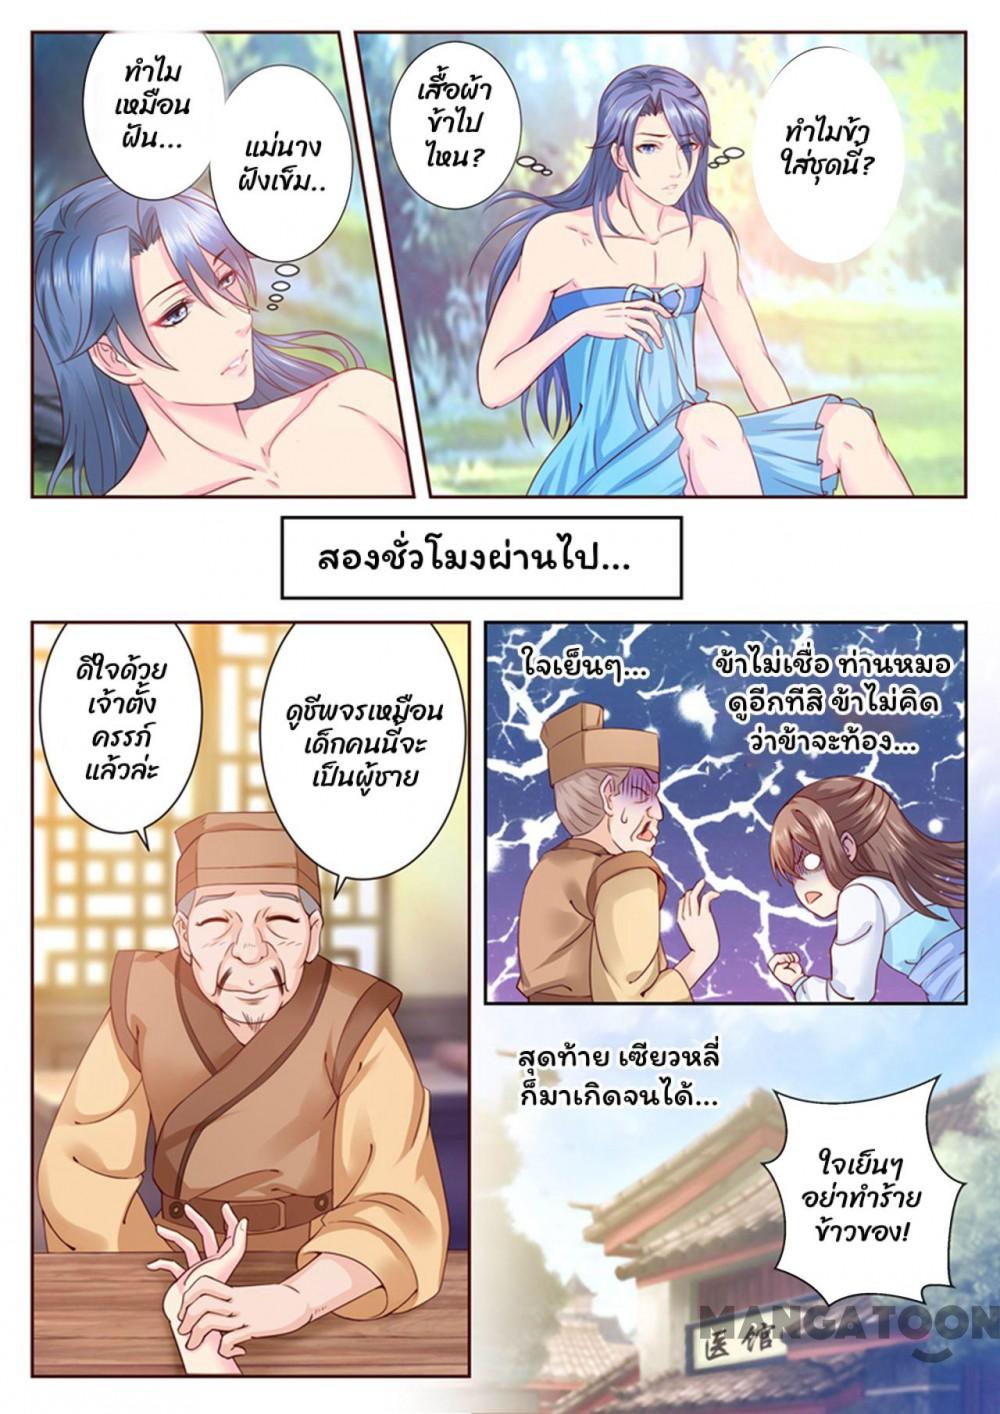 ทำไม
เหมือน
ฝัน...
แม่นาง
ฝังเข็ม..
เสื้อผ้า
ข้าไป
ไหน?
ทำไมข้า
ใส่ชุดนี้?
สองชั่วโมงผ่านไป...
ดีใจด้วย
เจ้าตั้ง
ครรภ์
แล้วล่ะ
ดูชีพจรเหมือน
เด็กคนนี้จะ
เป็นผู้ชาย
ใจเย็นๆ...
ข้าไม่เชื่อ ท่านหมอ
ดูอีกทีสิ ข้าไม่คิด
ว่าข้าจะท้อง...
สุดท้าย เซียวหลี่
ก็มาเกิดจนได้...
ใจเย็นๆ
อย่าทำร้าย
ข้าวของ!
医馆
MANGATOON